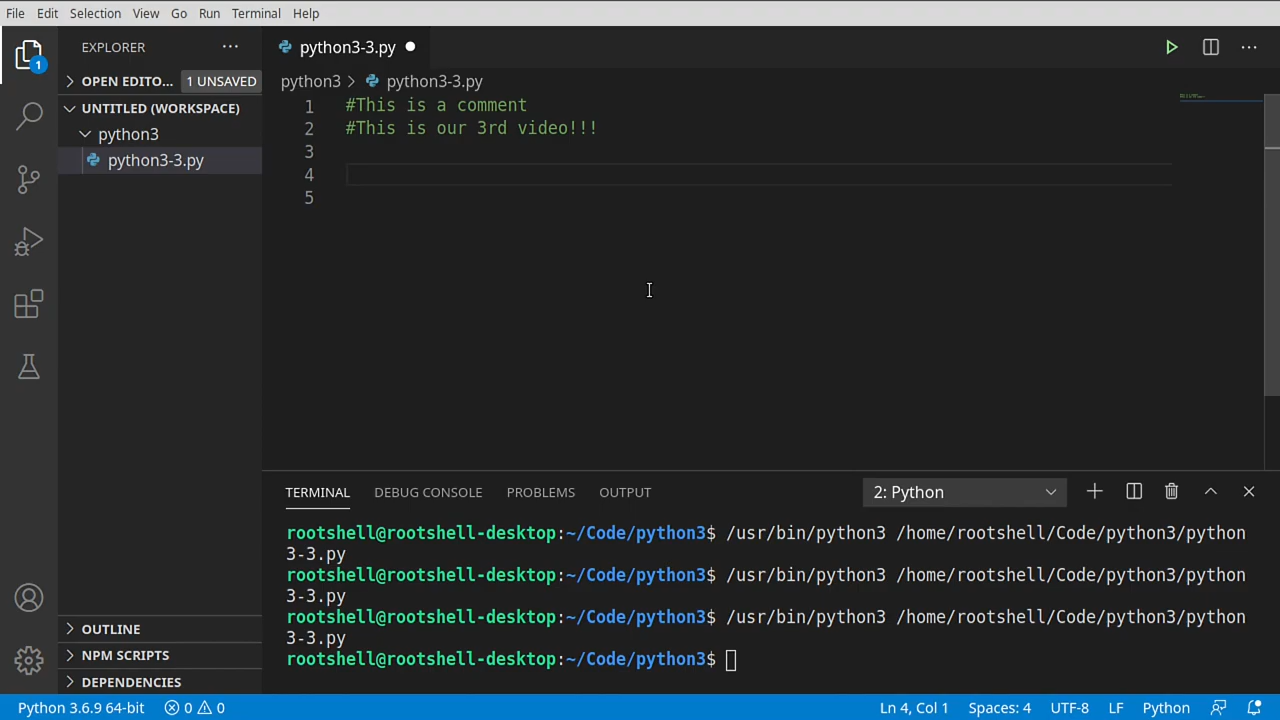 File Edit Selection View Go Run Terminal Help
EXPLORER
python3-3.py
1
OPEN EDITO... 1 UNSAVED
python3 > python3-3.py
UNTITLED (WORKSPACE)
python3
python3-3.py
1 #This is a comment
2 #This is our 3rd video!!!
3
4
5
TERMINAL DEBUG CONSOLE PROBLEMS OUTPUT 2: Python
rootshell@rootshell-desktop:~/Code/python3$ /usr/bin/python3 /home/rootshell/Code/python3/python
3-3.py
rootshell@rootshell-desktop:~/Code/python3$ /usr/bin/python3 /home/rootshell/Code/python3/python
3-3.py
rootshell@rootshell-desktop:~/Code/python3$ /usr/bin/python3 /home/rootshell/Code/python3/python
3-3.py
rootshell@rootshell-desktop:~/Code/python3$
OUTLINE
NPM SCRIPTS
DEPENDENCIES
Python 3.6.9 64-bit 0 0 Ln 4, Col 1 Spaces: 4 UTF-8 LF Python